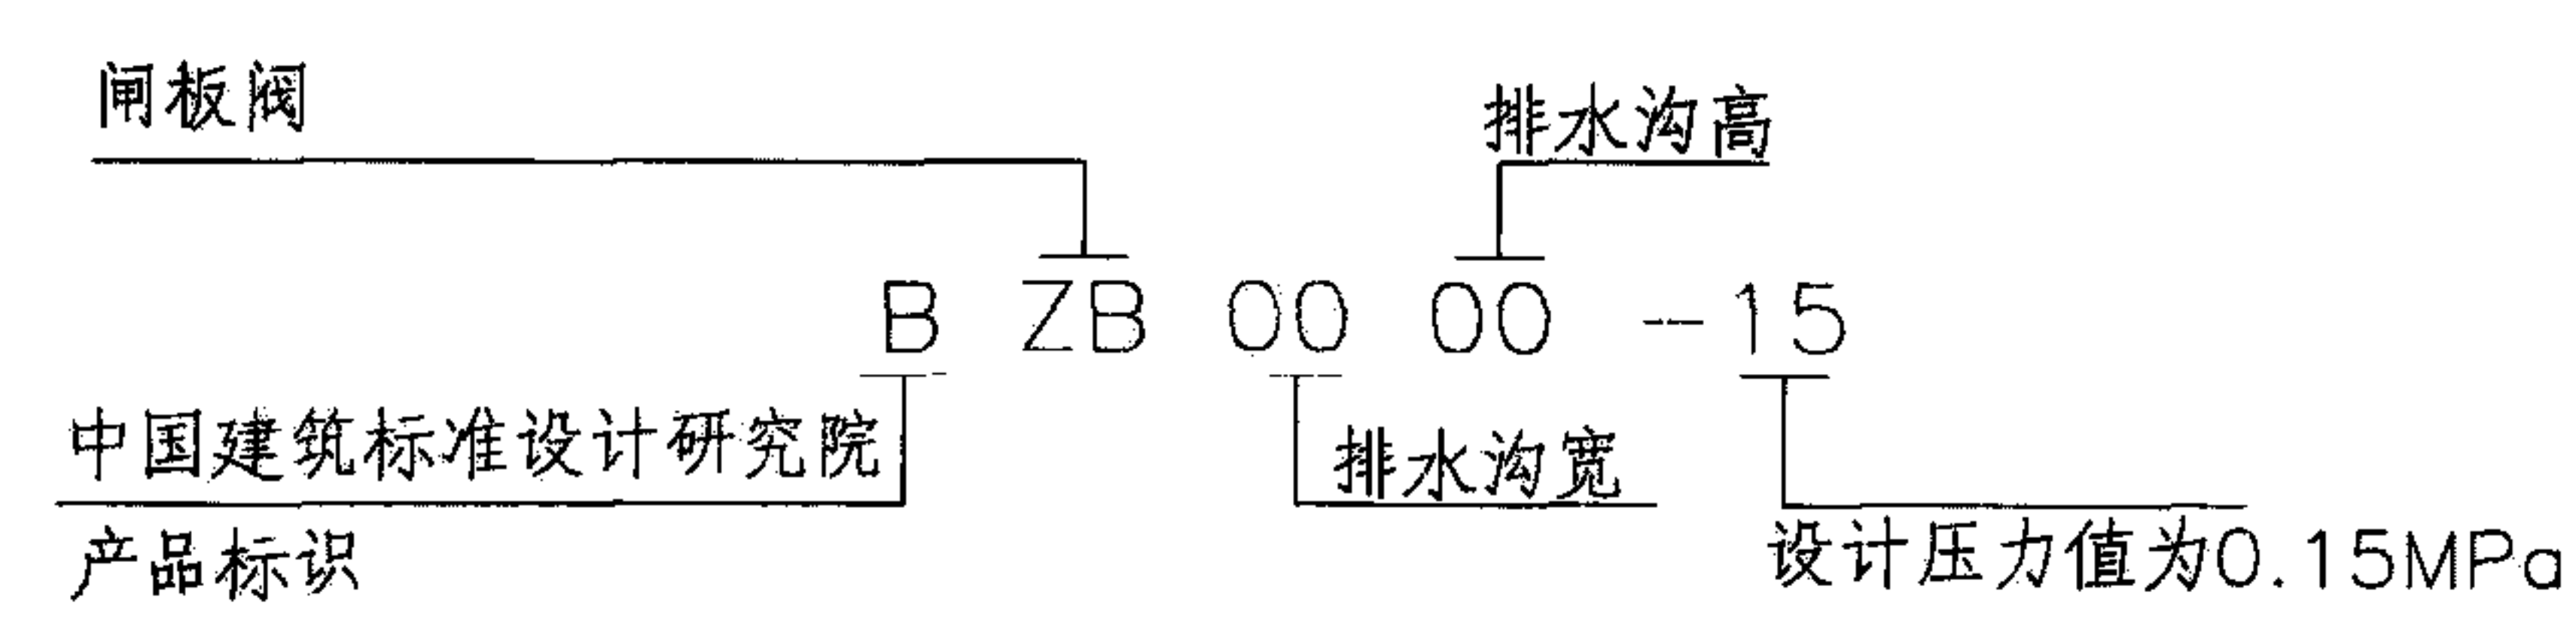 闸板阀
排水沟高
B ZB 00 00 -15
中国建筑标准设计研究院
产品标识
排水沟宽
设计压力值为0.15MPa